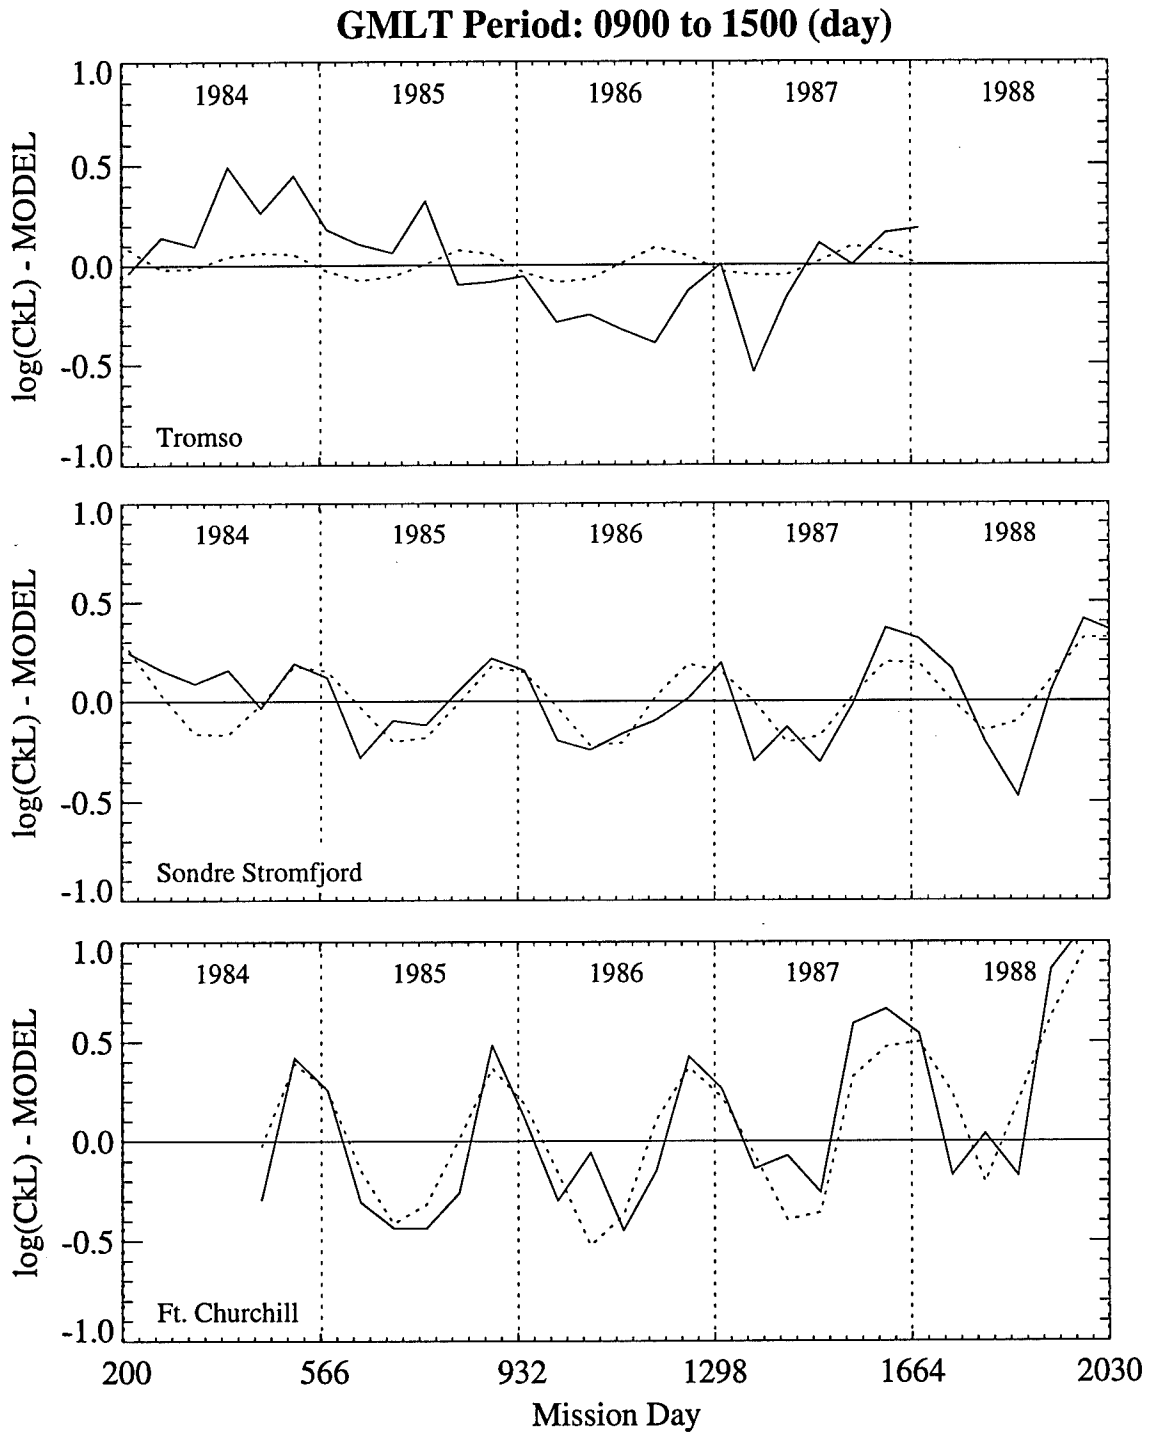 GMLT Period: 0900 to 1500 (day)
1984 1985 1986 1987 1988
1.0
0.5
0.0
-0.5
-1.0
log(CkL) - MODEL
Tromso
1984 1985 1986 1987 1988
1.0
0.5
0.0
-0.5
-1.0
log(CkL) - MODEL
Sondre Stromfjord
1984 1985 1986 1987 1988
1.0
0.5
0.0
-0.5
-1.0
log(CkL) - MODEL
Ft. Churchill
200 566 932 1298 1664 2030
Mission Day